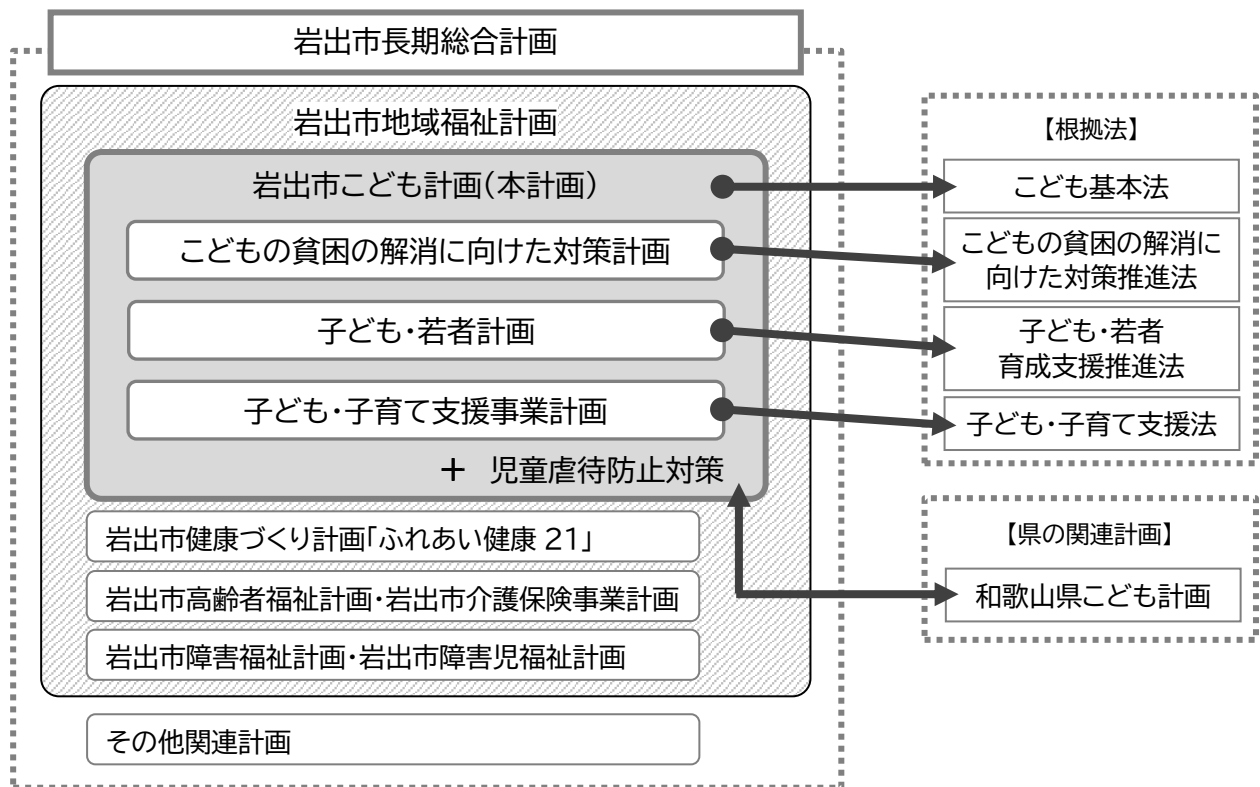 岩出市長期総合計画
岩出市地域福祉計画
岩出市こども計画(本計画)
こどもの貧困の解消に向けた対策計画
子ども・若者計画
子ども・子育て支援事業計画
+ 児童虐待防止対策
岩出市健康づくり計画「ふれあい健康 21」
岩出市高齢者福祉計画・岩出市介護保険事業計画
岩出市障害福祉計画・岩出市障害児福祉計画
その他関連計画
【根拠法】
こども基本法
こどもの貧困の解消に
向けた対策推進法
子ども・若者
育成支援推進法
子ども・子育て支援法
【県の関連計画】
和歌山県こども計画